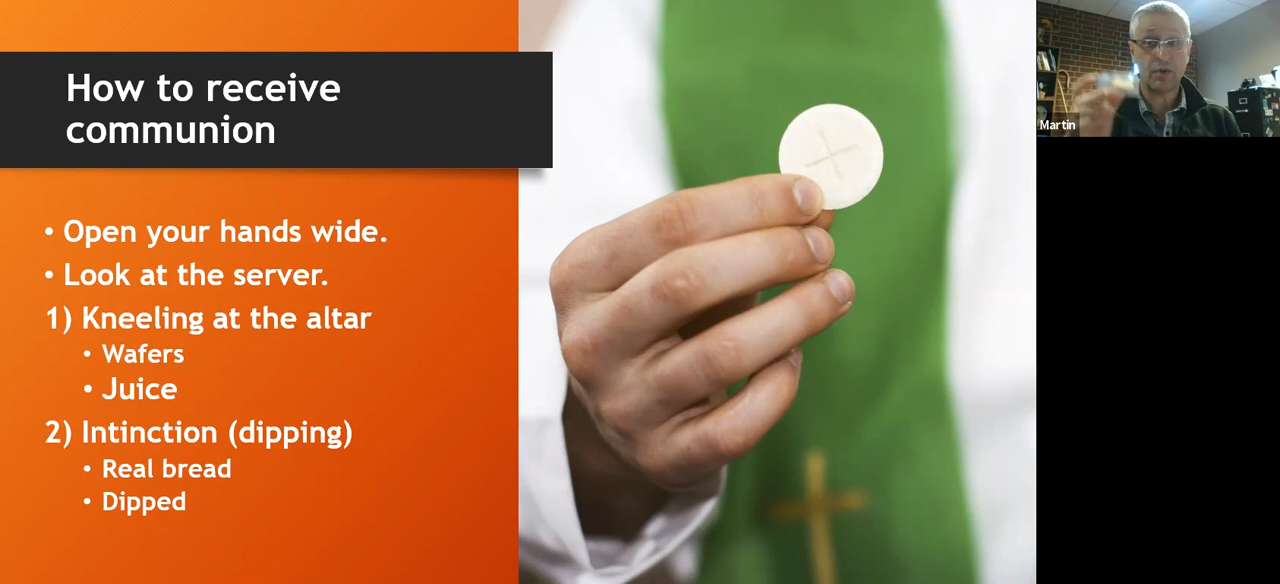 How to receive
communion
• Open your hands wide.
• Look at the server.
1) Kneeling at the altar
• Wafers
• Juice
2) Intinction (dipping)
• Real bread
• Dipped
Martin